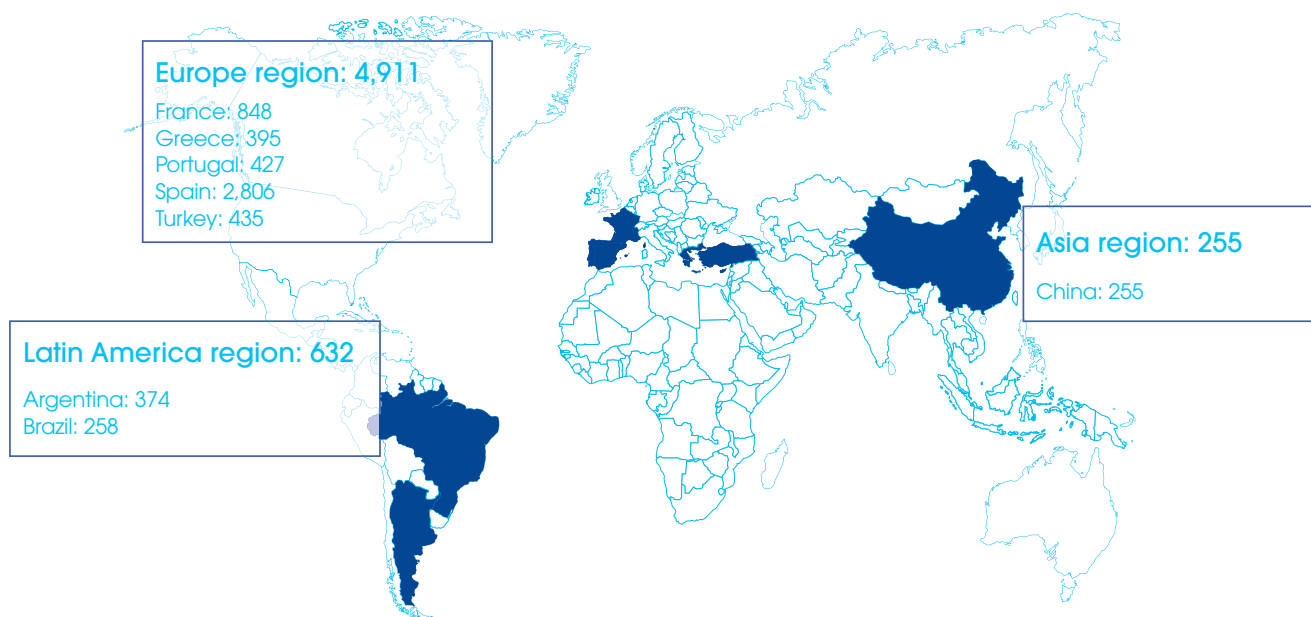 Europe region: 4,911
France: 848
Greece: 395
Portugal: 427
Spain: 2,806
Turkey: 435
Asia region: 255
China: 255
Latin America region: 632
Argentina: 374
Brazil: 258